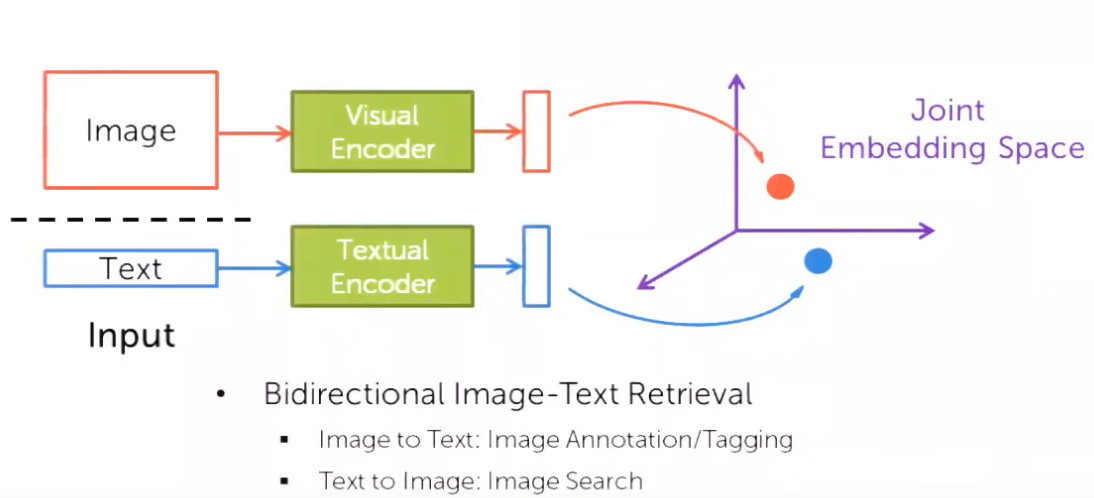 Image
Visual
Encoder
Joint
Embedding Space
Text
Textual
Encoder
Input
• Bidirectional Image-Text Retrieval
▪ Image to Text: Image Annotation/Tagging
▪ Text to Image: Image Search